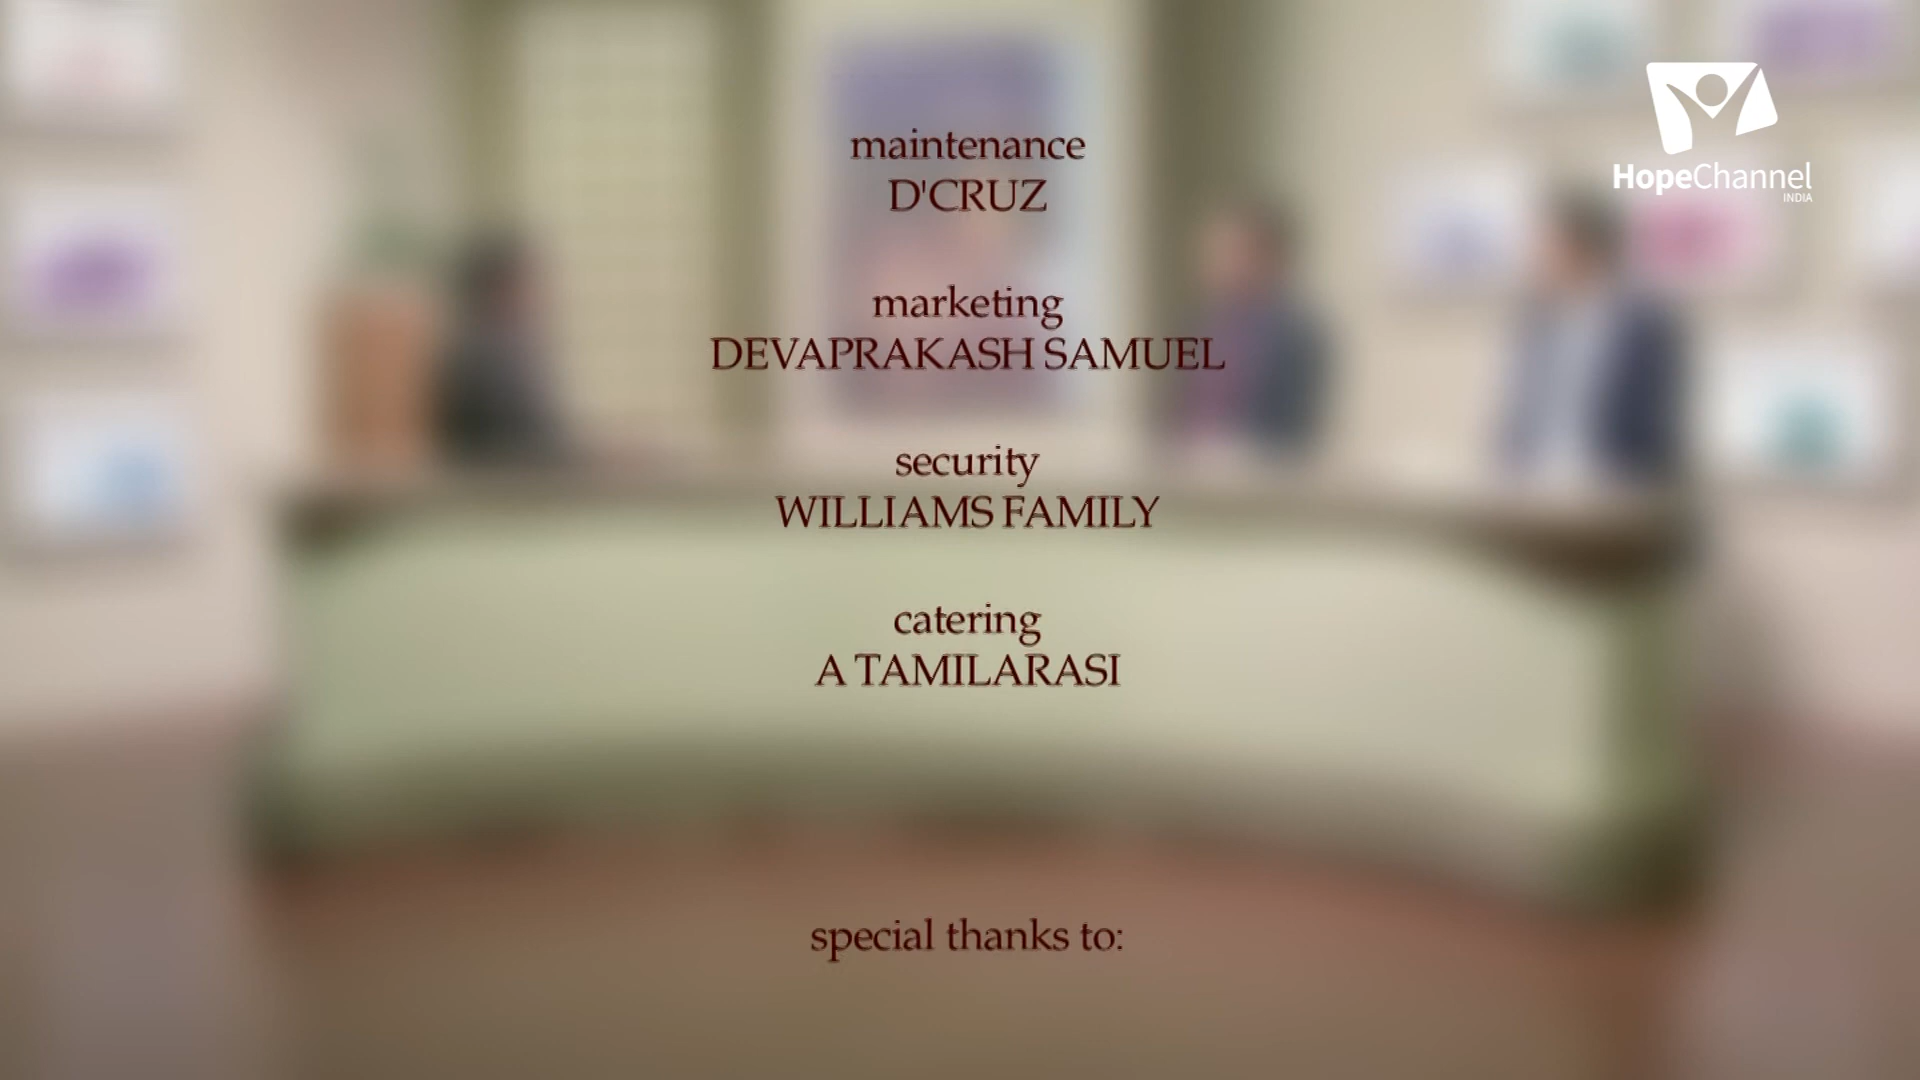 maintenance
D'CRUZ
marketing
DEVAPRAKASH SAMUEL
security
WILLIAMS FAMILY
catering
A TAMILARASI
special thanks to:
HopeChannel
INDIA